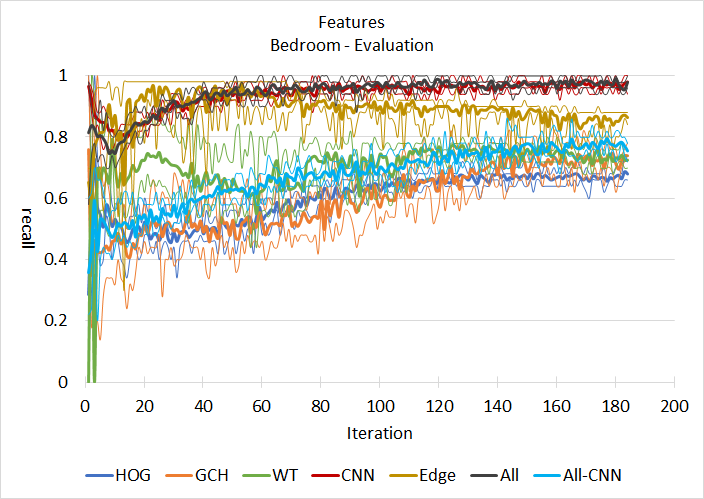 Features
Bedroom - Evaluation
1
0.8
0.6
0.4
0.2
0
recall
0 20 40 60 80 100 120 140 160 180 200
Iteration
HOG GCH WT CNN Edge All All-CNN